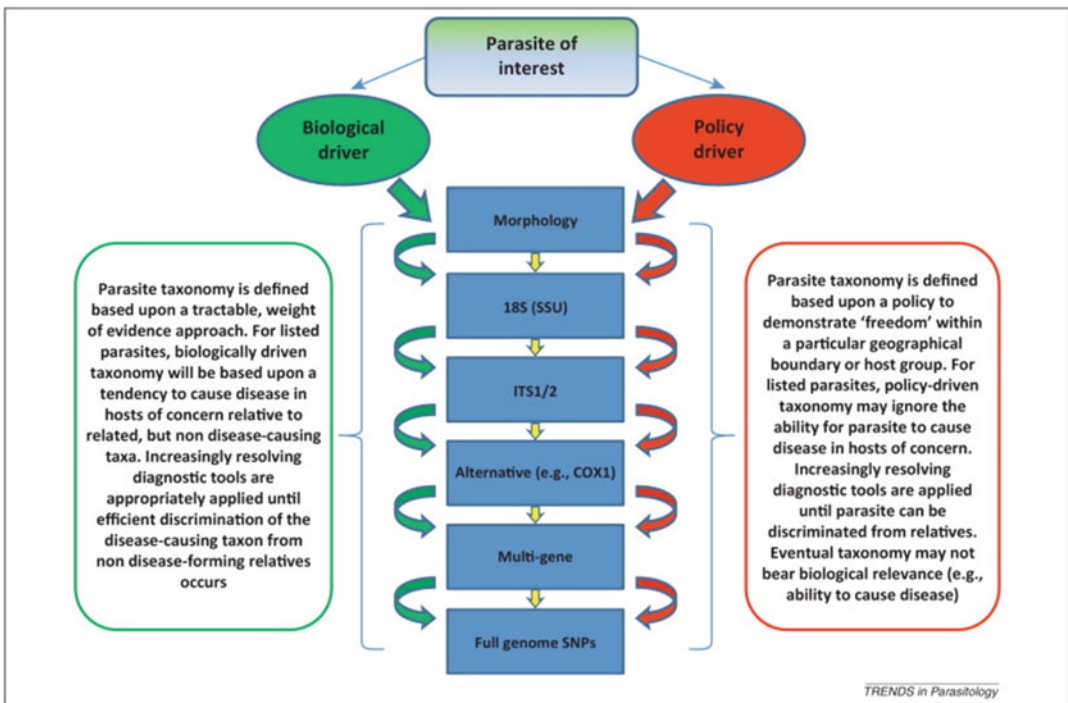 Parasite of
interest
Biological
driver
Policy
driver
Morphology
18S (SSU)
ITS1/2
Alternative (e.g., COX1)
Multi-gene
Full genome SNPs
Parasite taxonomy is defined
based upon a tractable, weight
of evidence approach. For listed
parasites, biologically driven
taxonomy will be based upon a
tendency to cause disease in
hosts of concern relative to
related, but non disease-causing
taxa. Increasingly resolving
diagnostic tools are
appropriately applied until
efficient discrimination of the
disease-causing taxon from
non disease-forming relatives
occurs
Parasite taxonomy is defined
based upon a policy to
demonstrate ‘freedom’ within
a particular geographical
boundary or host group. For
listed parasites, policy-driven
taxonomy may ignore the
ability for parasite to cause
disease in hosts of concern.
Increasingly resolving
diagnostic tools are applied
until parasite can be
discriminated from relatives.
Eventual taxonomy may not
bear biological relevance (e.g.,
ability to cause disease)
TRENDS in Parasitology